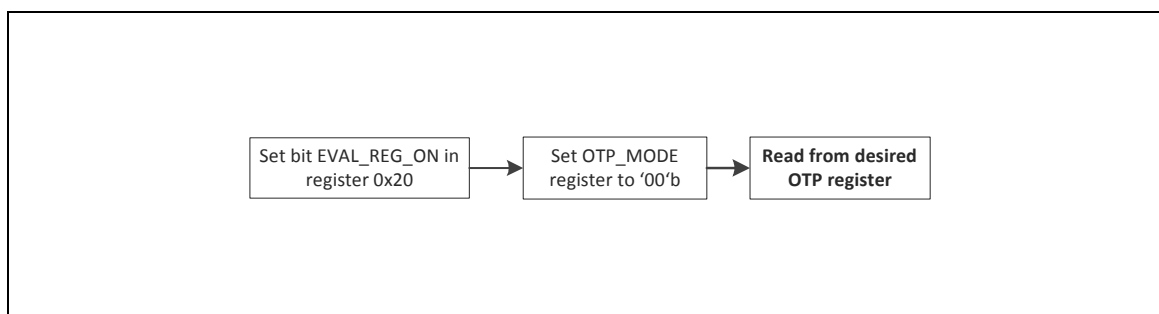 Set bit EVAL_REG_ON in
register 0x20
Set OTP_MODE
register to ‘00‘b
Read from desired
OTP register